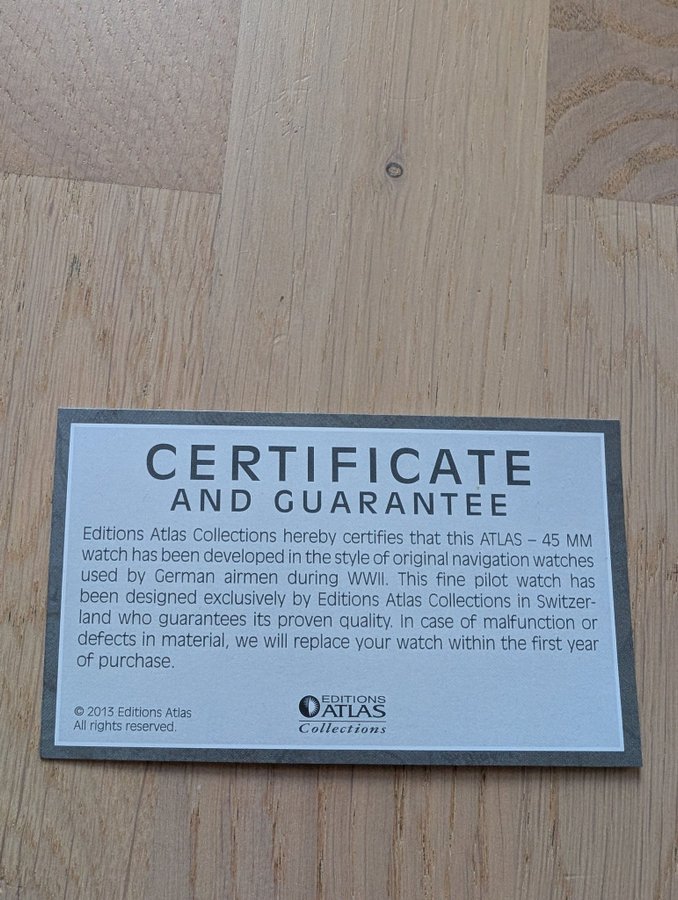 CERTIFICATE
AND GUARANTEE
Editions Atlas Collections hereby certifies that this ATLAS – 45 MM
watch has been developed in the style of original navigation watches
used by German airmen during WWII. This fine pilot watch has
been designed exclusively by Editions Atlas Collections in Switzer-
land who guarantees its proven quality. In case of malfunction or
defects in material, we will replace your watch within the first year
of purchase.
© 2013 Editions Atlas
All rights reserved.
EDITIONS
ATLAS
Collections